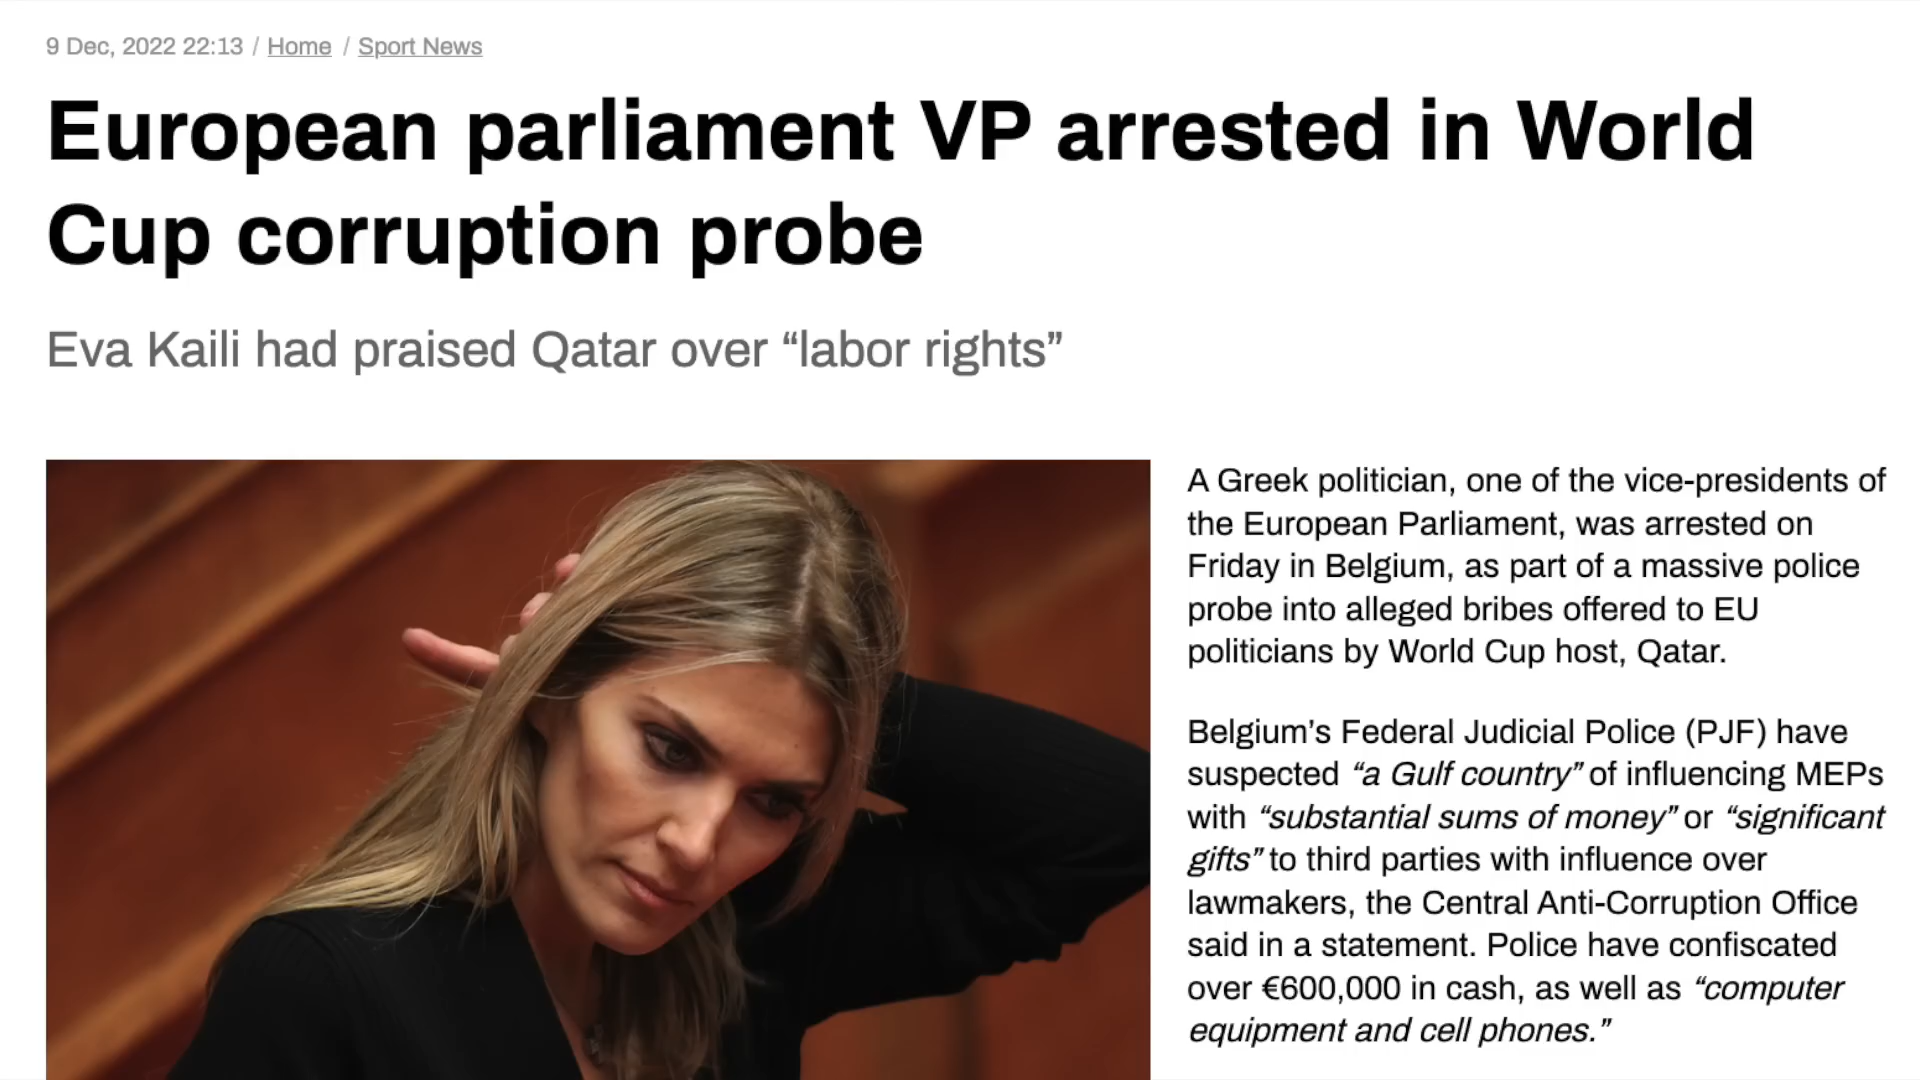 9 Dec, 2022 22:13 / Home / Sport News
European parliament VP arrested in World
Cup corruption probe
Eva Kaili had praised Qatar over “labor rights”
A Greek politician, one of the vice-presidents of
the European Parliament, was arrested on
Friday in Belgium, as part of a massive police
probe into alleged bribes offered to EU
politicians by World Cup host, Qatar.
Belgium’s Federal Judicial Police (PJF) have
suspected “a Gulf country” of influencing MEPs
with “substantial sums of money” or “significant
gifts” to third parties with influence over
lawmakers, the Central Anti-Corruption Office
said in a statement. Police have confiscated
over €600,000 in cash, as well as “computer
equipment and cell phones.”